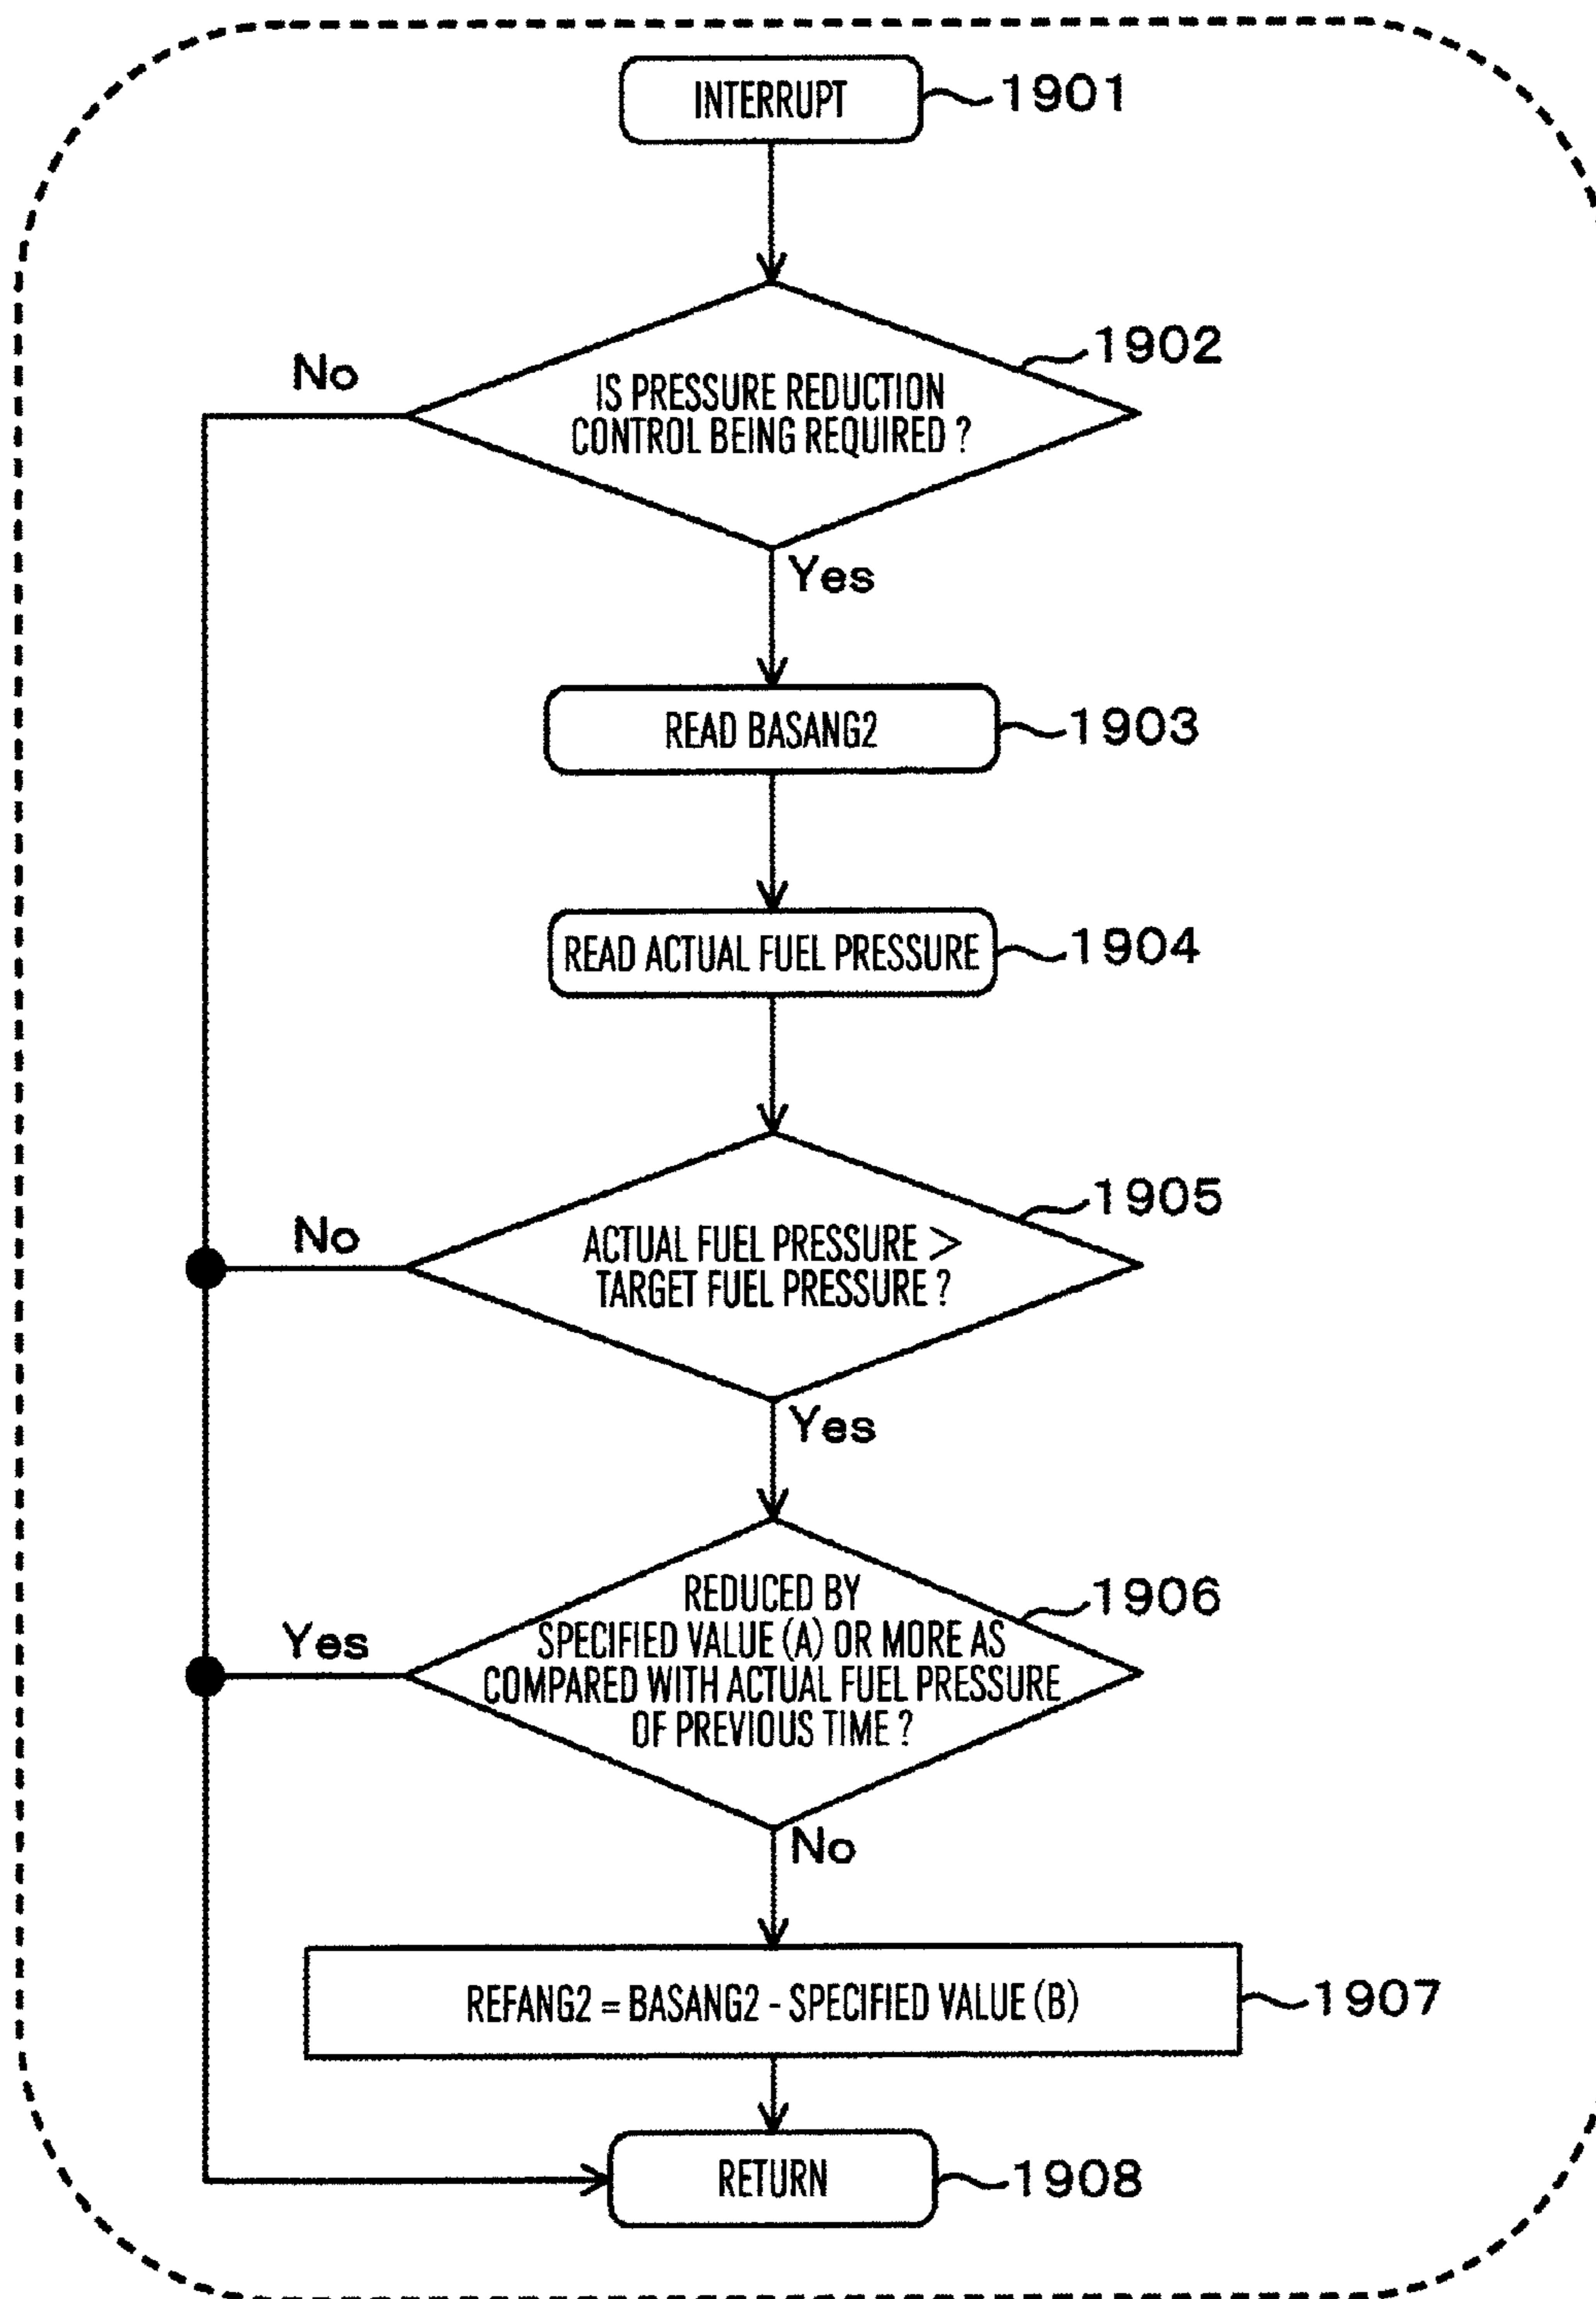 INTERRUPT
1901
1902
No
IS PRESSURE REDUCTION
CONTROL BEING REQUIRED ?
Yes
READ BASANG2
1903
READ ACTUAL FUEL PRESSURE
1904
1905
No
ACTUAL FUEL PRESSURE >
TARGET FUEL PRESSURE ?
Yes
1906
REDUCED BY
Yes
SPECIFIED VALUE (A) OR MORE AS
COMPARED WITH ACTUAL FUEL PRESSURE
OF PREVIOUS TIME ?
No
REFANG2 = BASANG2 - SPECIFIED VALUE (B)
1907
RETURN
1908